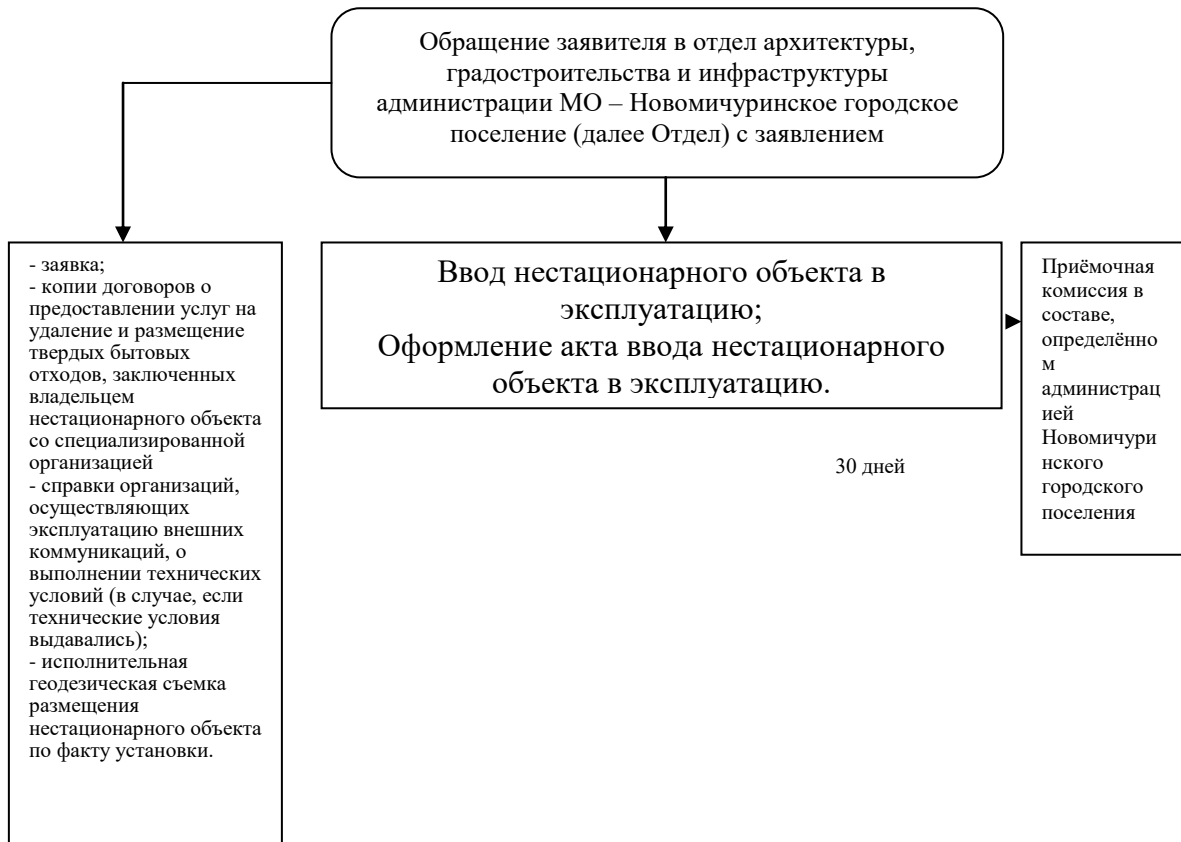 Обращение заявителя в отдел архитектуры,
градостроительства и инфраструктуры
администрации МО – Новомичуринское городское
поселение (далее Отдел) с заявлением
- заявка;
- копии договоров о
предоставлении услуг на
удаление и размещение
твердых бытовых
отходов, заключенных
владельцем
нестационарного объекта
со специализированной
организацией
- справки организаций,
осуществляющих
эксплуатацию внешних
коммуникаций, о
выполнении технических
условий (в случае, если
технические условия
выдавались);
- исполнительная
геодезическая съемка
размещения
нестационарного объекта
по факту установки.
Ввод нестационарного объекта в
эксплуатацию;
Оформление акта ввода нестационарного
объекта в эксплуатацию.
30 дней
Приёмочная
комиссия в
составе,
определённо
м
администрац
ией
Новомичури
нского
городского
поселения